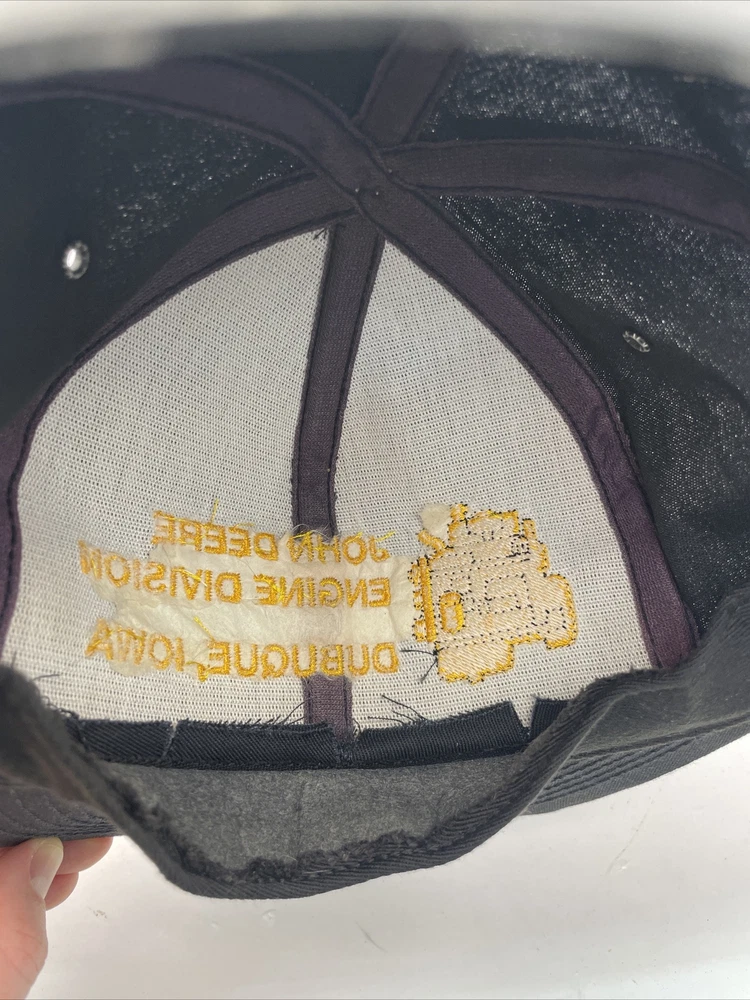 JOHN DEERE
ENGINE DIVISION
DUBUQUE, IOWA